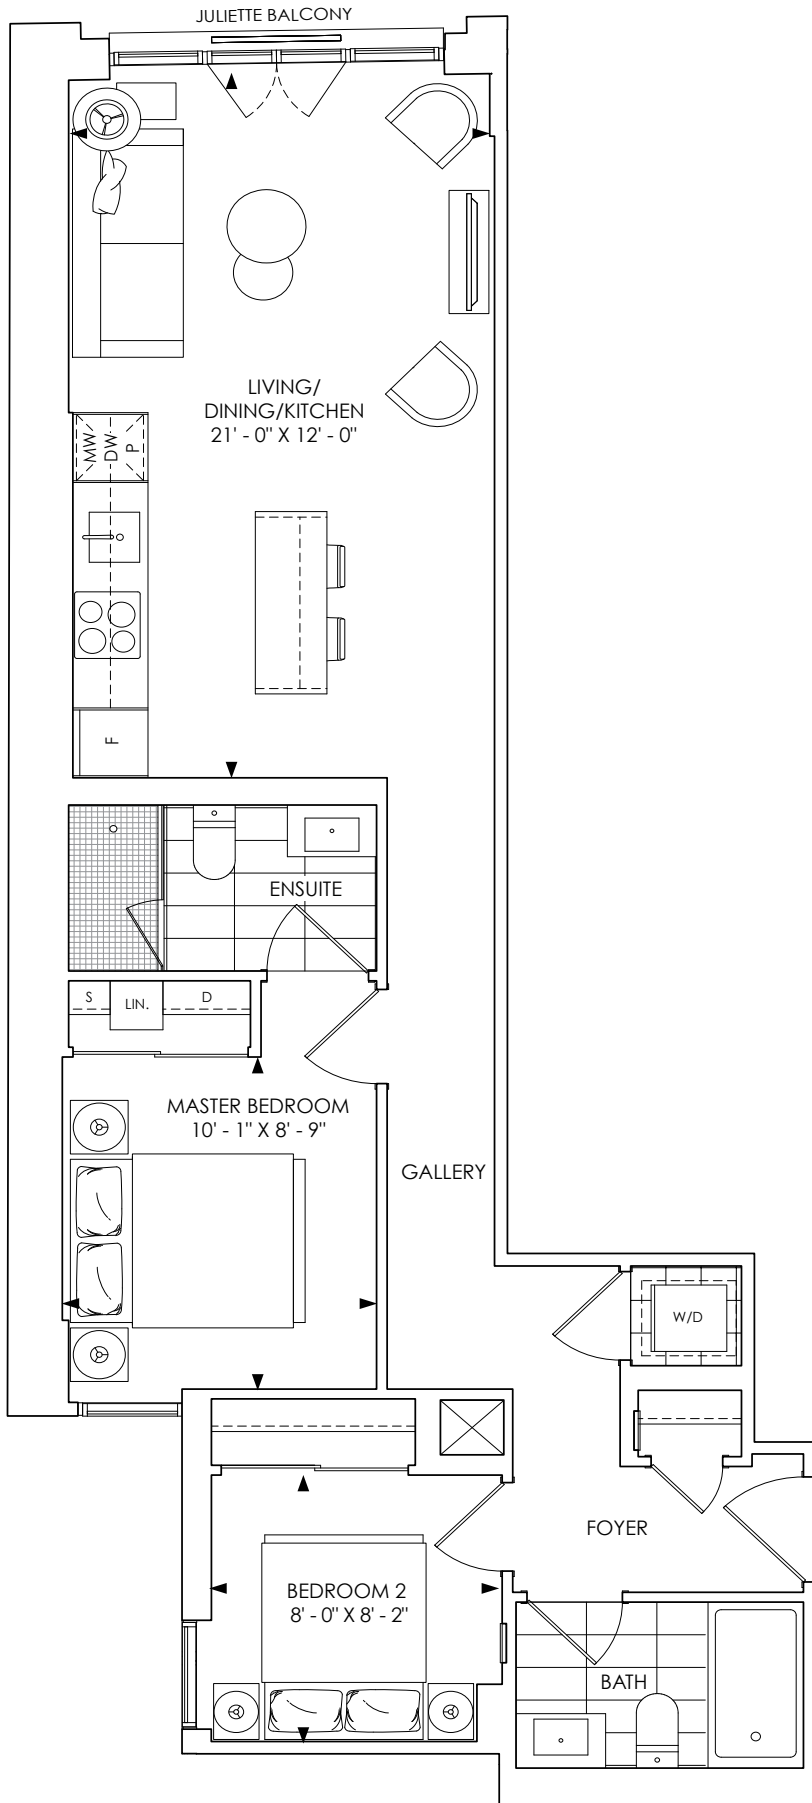 JULIETTE BALCONY
LIVING/
DINING/KITCHEN
21' - 0" X 12' - 0"
MW
DW
P
F
ENSUITE
S
LIN.
D
MASTER BEDROOM
10' - 1" X 8' - 9"
GALLERY
W/D
FOYER
BEDROOM 2
8' - 0" X 8' - 2"
BATH